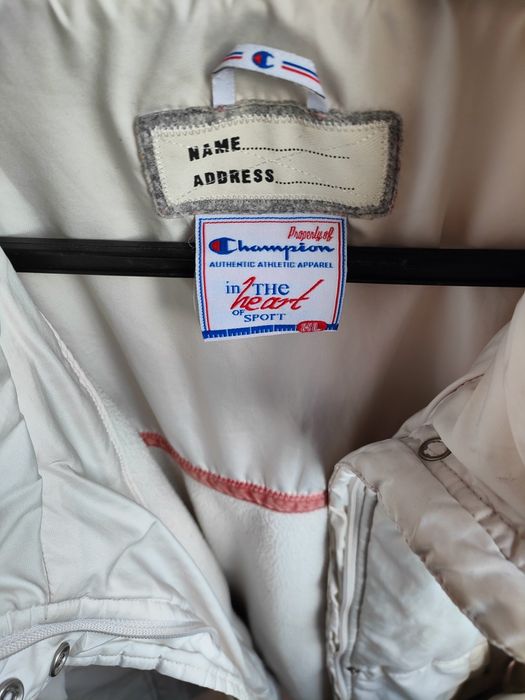 NAME....................
ADDRESS...............
Property of
Champion
AUTHENTIC ATHLETIC APPAREL
in THE
heart
OF
SPORT